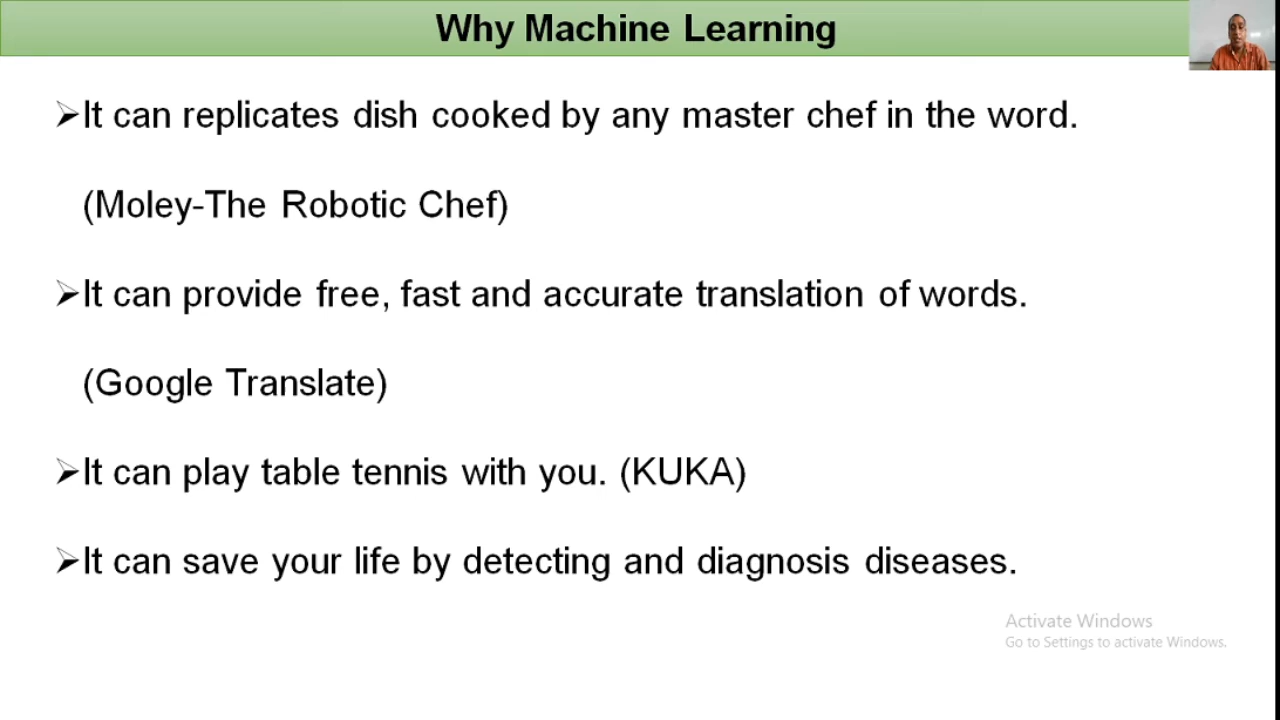 Why Machine Learning
➢It can replicates dish cooked by any master chef in the word.
(Moley-The Robotic Chef)
➢It can provide free, fast and accurate translation of words.
(Google Translate)
➢It can play table tennis with you. (KUKA)
➢It can save your life by detecting and diagnosis diseases.
Activate Windows
Go to Settings to activate Windows.